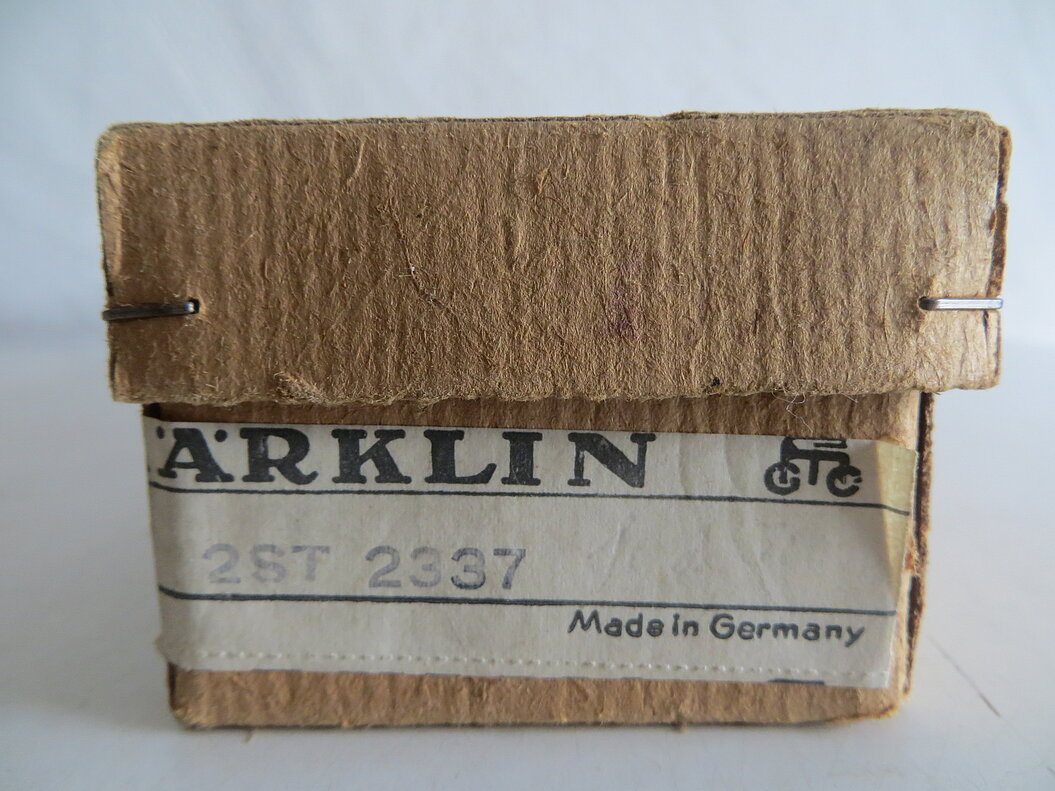 ÄRKLIN
2ST 2337
Made in Germany